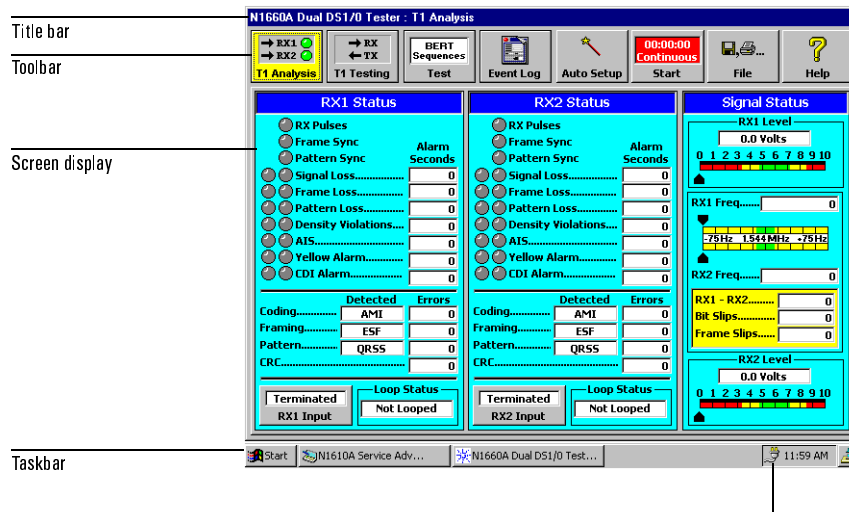 N1660A Dual DS1/0 Tester : T1 Analysis
Title bar
Toolbar
Screen display
Taskbar
RX1
RX2
T1 Analysis
RX
TX
T1 Testing
BERT
Sequences
Test
Event Log
Auto Setup
00:00:00
Continuous
Start
...
File
Help
RX1 Status
RX Pulses
Frame Sync
Pattern Sync
Alarm
Seconds
Signal Loss................ 0
Frame Loss............... 0
Pattern Loss............. 0
Density Violations.... 0
AIS........................... 0
Yellow Alarm............. 0
CDI Alarm................. 0
Detected Errors
Coding............. AMI 0
Framing........... ESF 0
Pattern............ QRSS 0
CRC.................................. 0
Terminated
RX1 Input
Loop Status
Not Looped
RX2 Status
RX Pulses
Frame Sync
Pattern Sync
Alarm
Seconds
Signal Loss................ 0
Frame Loss............... 0
Pattern Loss............. 0
Density Violations.... 0
AIS........................... 0
Yellow Alarm............. 0
CDI Alarm................. 0
Detected Errors
Coding............. AMI 0
Framing........... ESF 0
Pattern............ QRSS 0
CRC.................................. 0
Terminated
RX2 Input
Loop Status
Not Looped
Signal Status
RX1 Level
0.0 Volts
0 1 2 3 4 5 6 7 8 9 10
RX1 Freq....... 0
-75 Hz 1.544 MHz +75 Hz
RX2 Freq....... 0
RX1 - RX2......... 0
Bit Slips............. 0
Frame Slips...... 0
RX2 Level
0.0 Volts
0 1 2 3 4 5 6 7 8 9 10
Start
N1610A Service Adv...
N1660A Dual DS1/0 Test...
11:59 AM